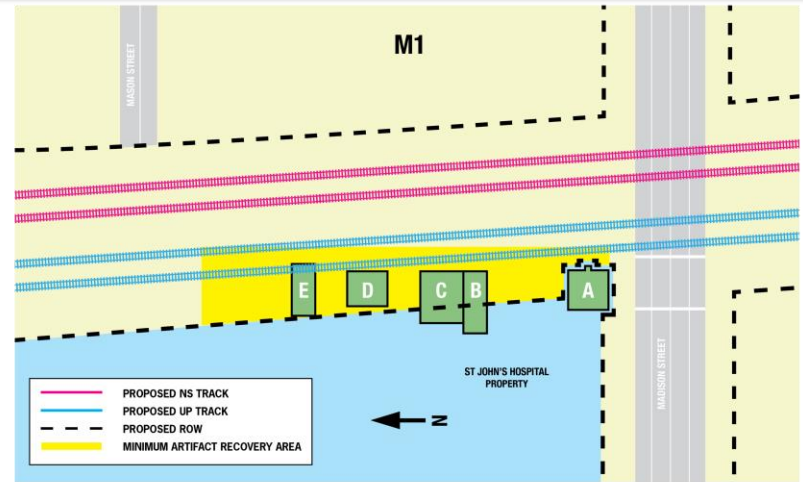 M1
MASON STREET
E
D
C
B
A
ST JOHN'S HOSPITAL
PROPERTY
MADISON STREET
N
PROPOSED NS TRACK
PROPOSED UP TRACK
PROPOSED ROW
MINIMUM ARTIFACT RECOVERY AREA